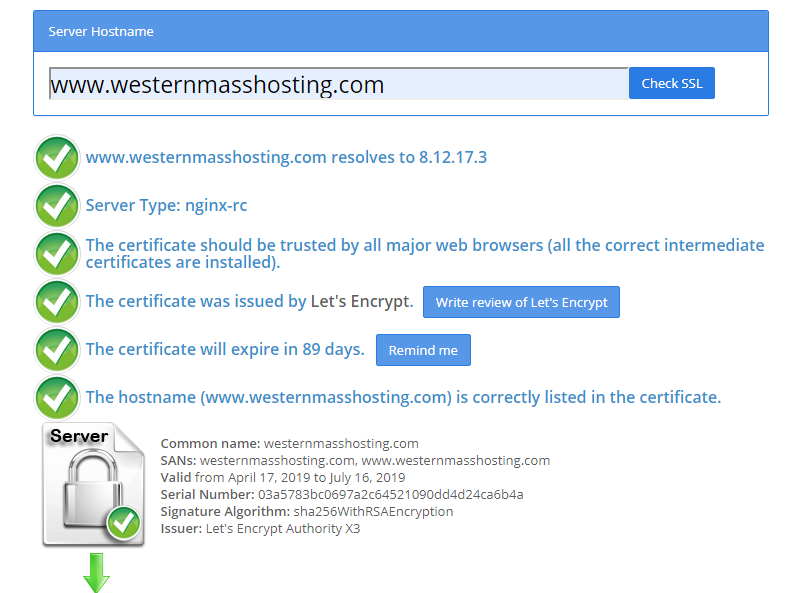 Server Hostname
www.westernmasshosting.com
Check SSL
www.westernmasshosting.com resolves to 8.12.17.3
Server Type: nginx-rc
The certificate should be trusted by all major web browsers (all the correct intermediate
certificates are installed).
The certificate was issued by Let's Encrypt. Write review of Let's Encrypt
The certificate will expire in 89 days. Remind me
The hostname (www.westernmasshosting.com) is correctly listed in the certificate.
Server
Common name: westernmasshosting.com
SANs: westernmasshosting.com, www.westernmasshosting.com
Valid from April 17, 2019 to July 16, 2019
Serial Number: 03a5783bc0697a2c64521090dd4d24ca6b4a
Signature Algorithm: sha256WithRSAEncryption
Issuer: Let's Encrypt Authority X3